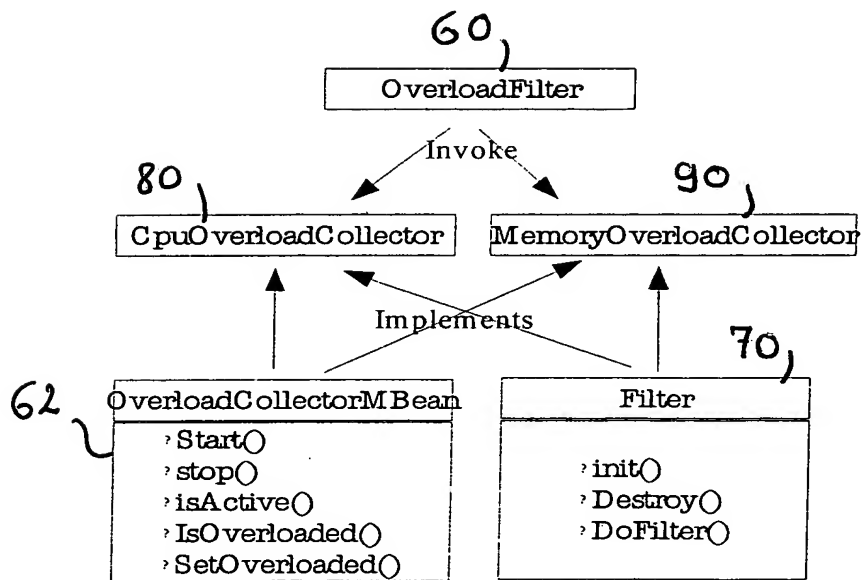 60
OverloadFilter
Invoke
80
90
CpuOverloadCollector
MemoryOverloadCollector
Implements
70
62
OverloadCollectorMBean
Filter
? Start()
? stop()
? isActive()
? IsOverloaded()
? SetOverloaded()
? init()
? Destroy()
? DoFilter()